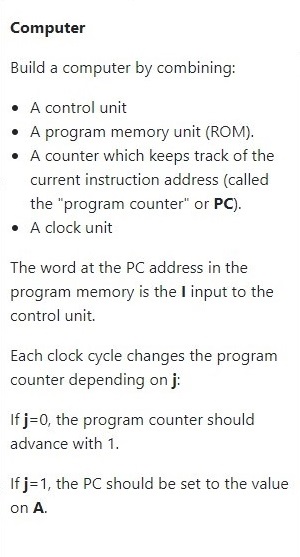 Computer
Build a computer by combining:
• A control unit
• A program memory unit (ROM).
• A counter which keeps track of the
current instruction address (called
the "program counter" or PC).
• A clock unit
The word at the PC address in the
program memory is the I input to the
control unit.
Each clock cycle changes the program
counter depending on j:
If j=0, the program counter should
advance with 1.
If j=1, the PC should be set to the value
on A.